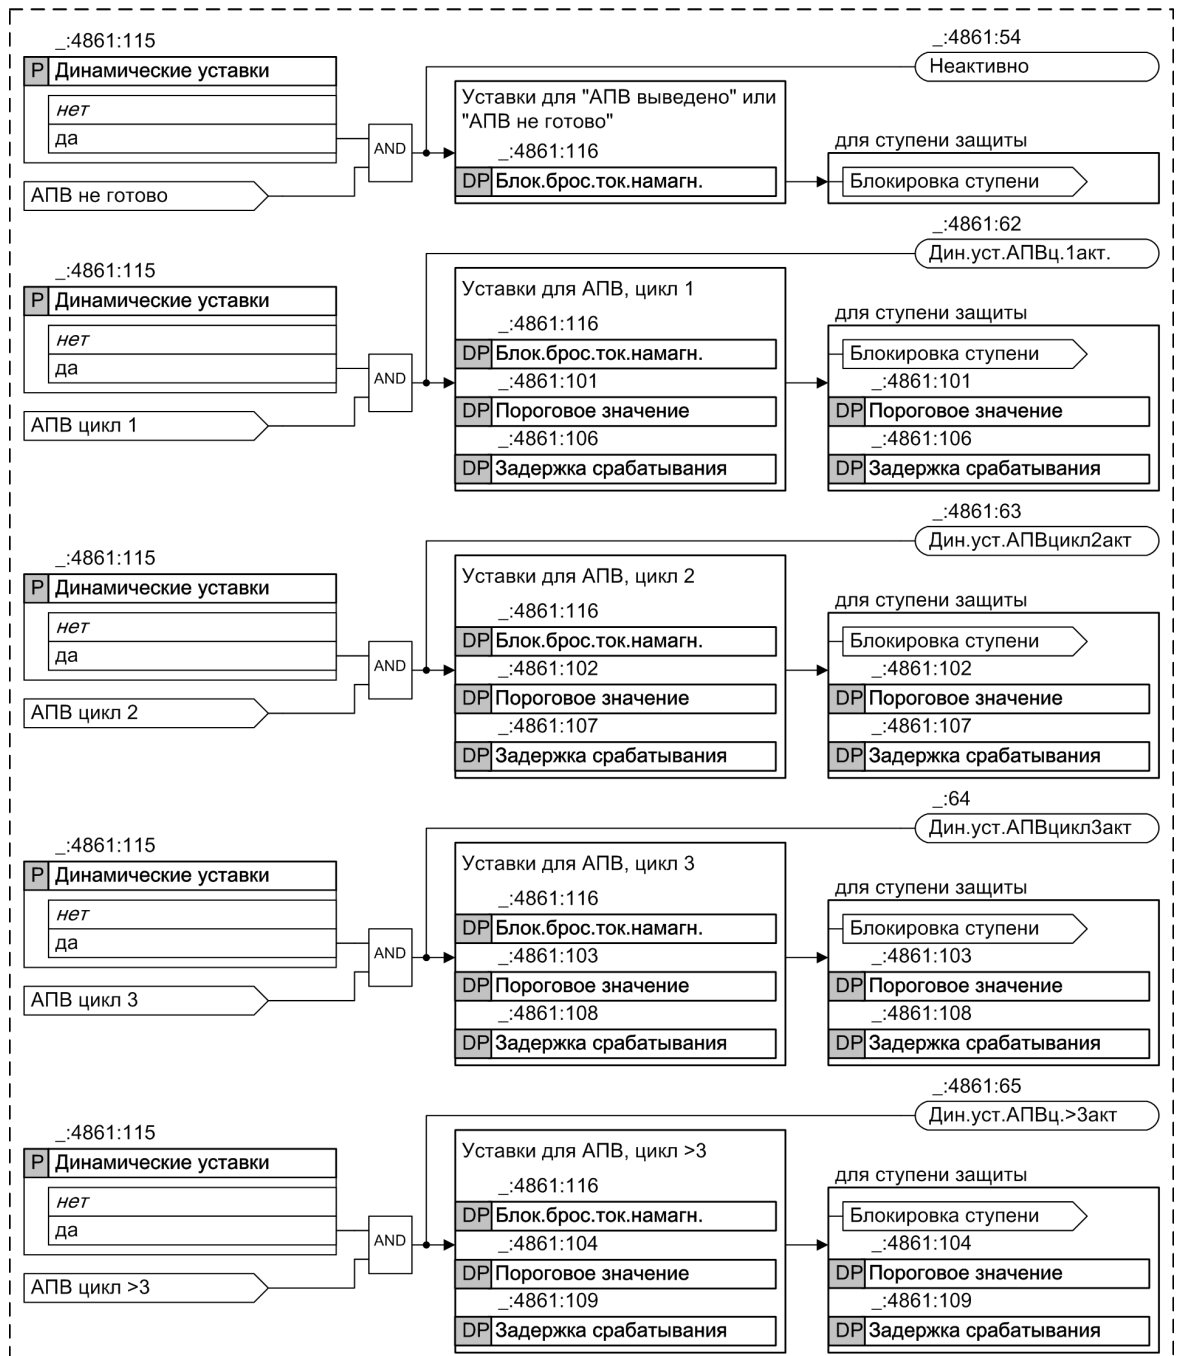 _:4861:115
P Динамические уставки
нет
да
АПВ не готово
AND
Уставки для "АПВ выведено" или
"АПВ не готово"
_:4861:116
DP Блок.брос.ток.намагн.
_:4861:54
Неактивно
для ступени защиты
Блокировка ступени
_:4861:115
P Динамические уставки
нет
да
АПВ цикл 1
AND
Уставки для АПВ, цикл 1
_:4861:116
DP Блок.брос.ток.намагн.
_:4861:101
DP Пороговое значение
_:4861:106
DP Задержка срабатывания
_:4861:62
Дин.уст.АПВц.1акт.
для ступени защиты
Блокировка ступени
_:4861:101
DP Пороговое значение
_:4861:106
DP Задержка срабатывания
_:4861:115
P Динамические уставки
нет
да
АПВ цикл 2
AND
Уставки для АПВ, цикл 2
_:4861:116
DP Блок.брос.ток.намагн.
_:4861:102
DP Пороговое значение
_:4861:107
DP Задержка срабатывания
_:4861:63
Дин.уст.АПВцикл2акт
для ступени защиты
Блокировка ступени
_:4861:102
DP Пороговое значение
_:4861:107
DP Задержка срабатывания
_:4861:115
P Динамические уставки
нет
да
АПВ цикл 3
AND
Уставки для АПВ, цикл 3
_:4861:116
DP Блок.брос.ток.намагн.
_:4861:103
DP Пороговое значение
_:4861:108
DP Задержка срабатывания
_:64
Дин.уст.АПВцикл3акт
для ступени защиты
Блокировка ступени
_:4861:103
DP Пороговое значение
_:4861:108
DP Задержка срабатывания
_:4861:115
P Динамические уставки
нет
да
АПВ цикл >3
AND
Уставки для АПВ, цикл >3
_:4861:116
DP Блок.брос.ток.намагн.
_:4861:104
DP Пороговое значение
_:4861:109
DP Задержка срабатывания
_:4861:65
Дин.уст.АПВц.>3акт
для ступени защиты
Блокировка ступени
_:4861:104
DP Пороговое значение
_:4861:109
DP Задержка срабатывания